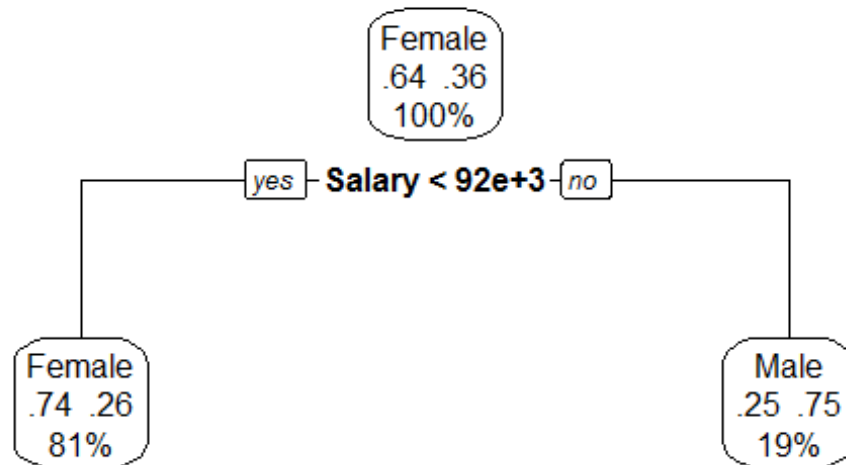 Female
.64 .36
100%
yes Salary < 92e+3 no
Female
.74 .26
81%
Male
.25 .75
19%